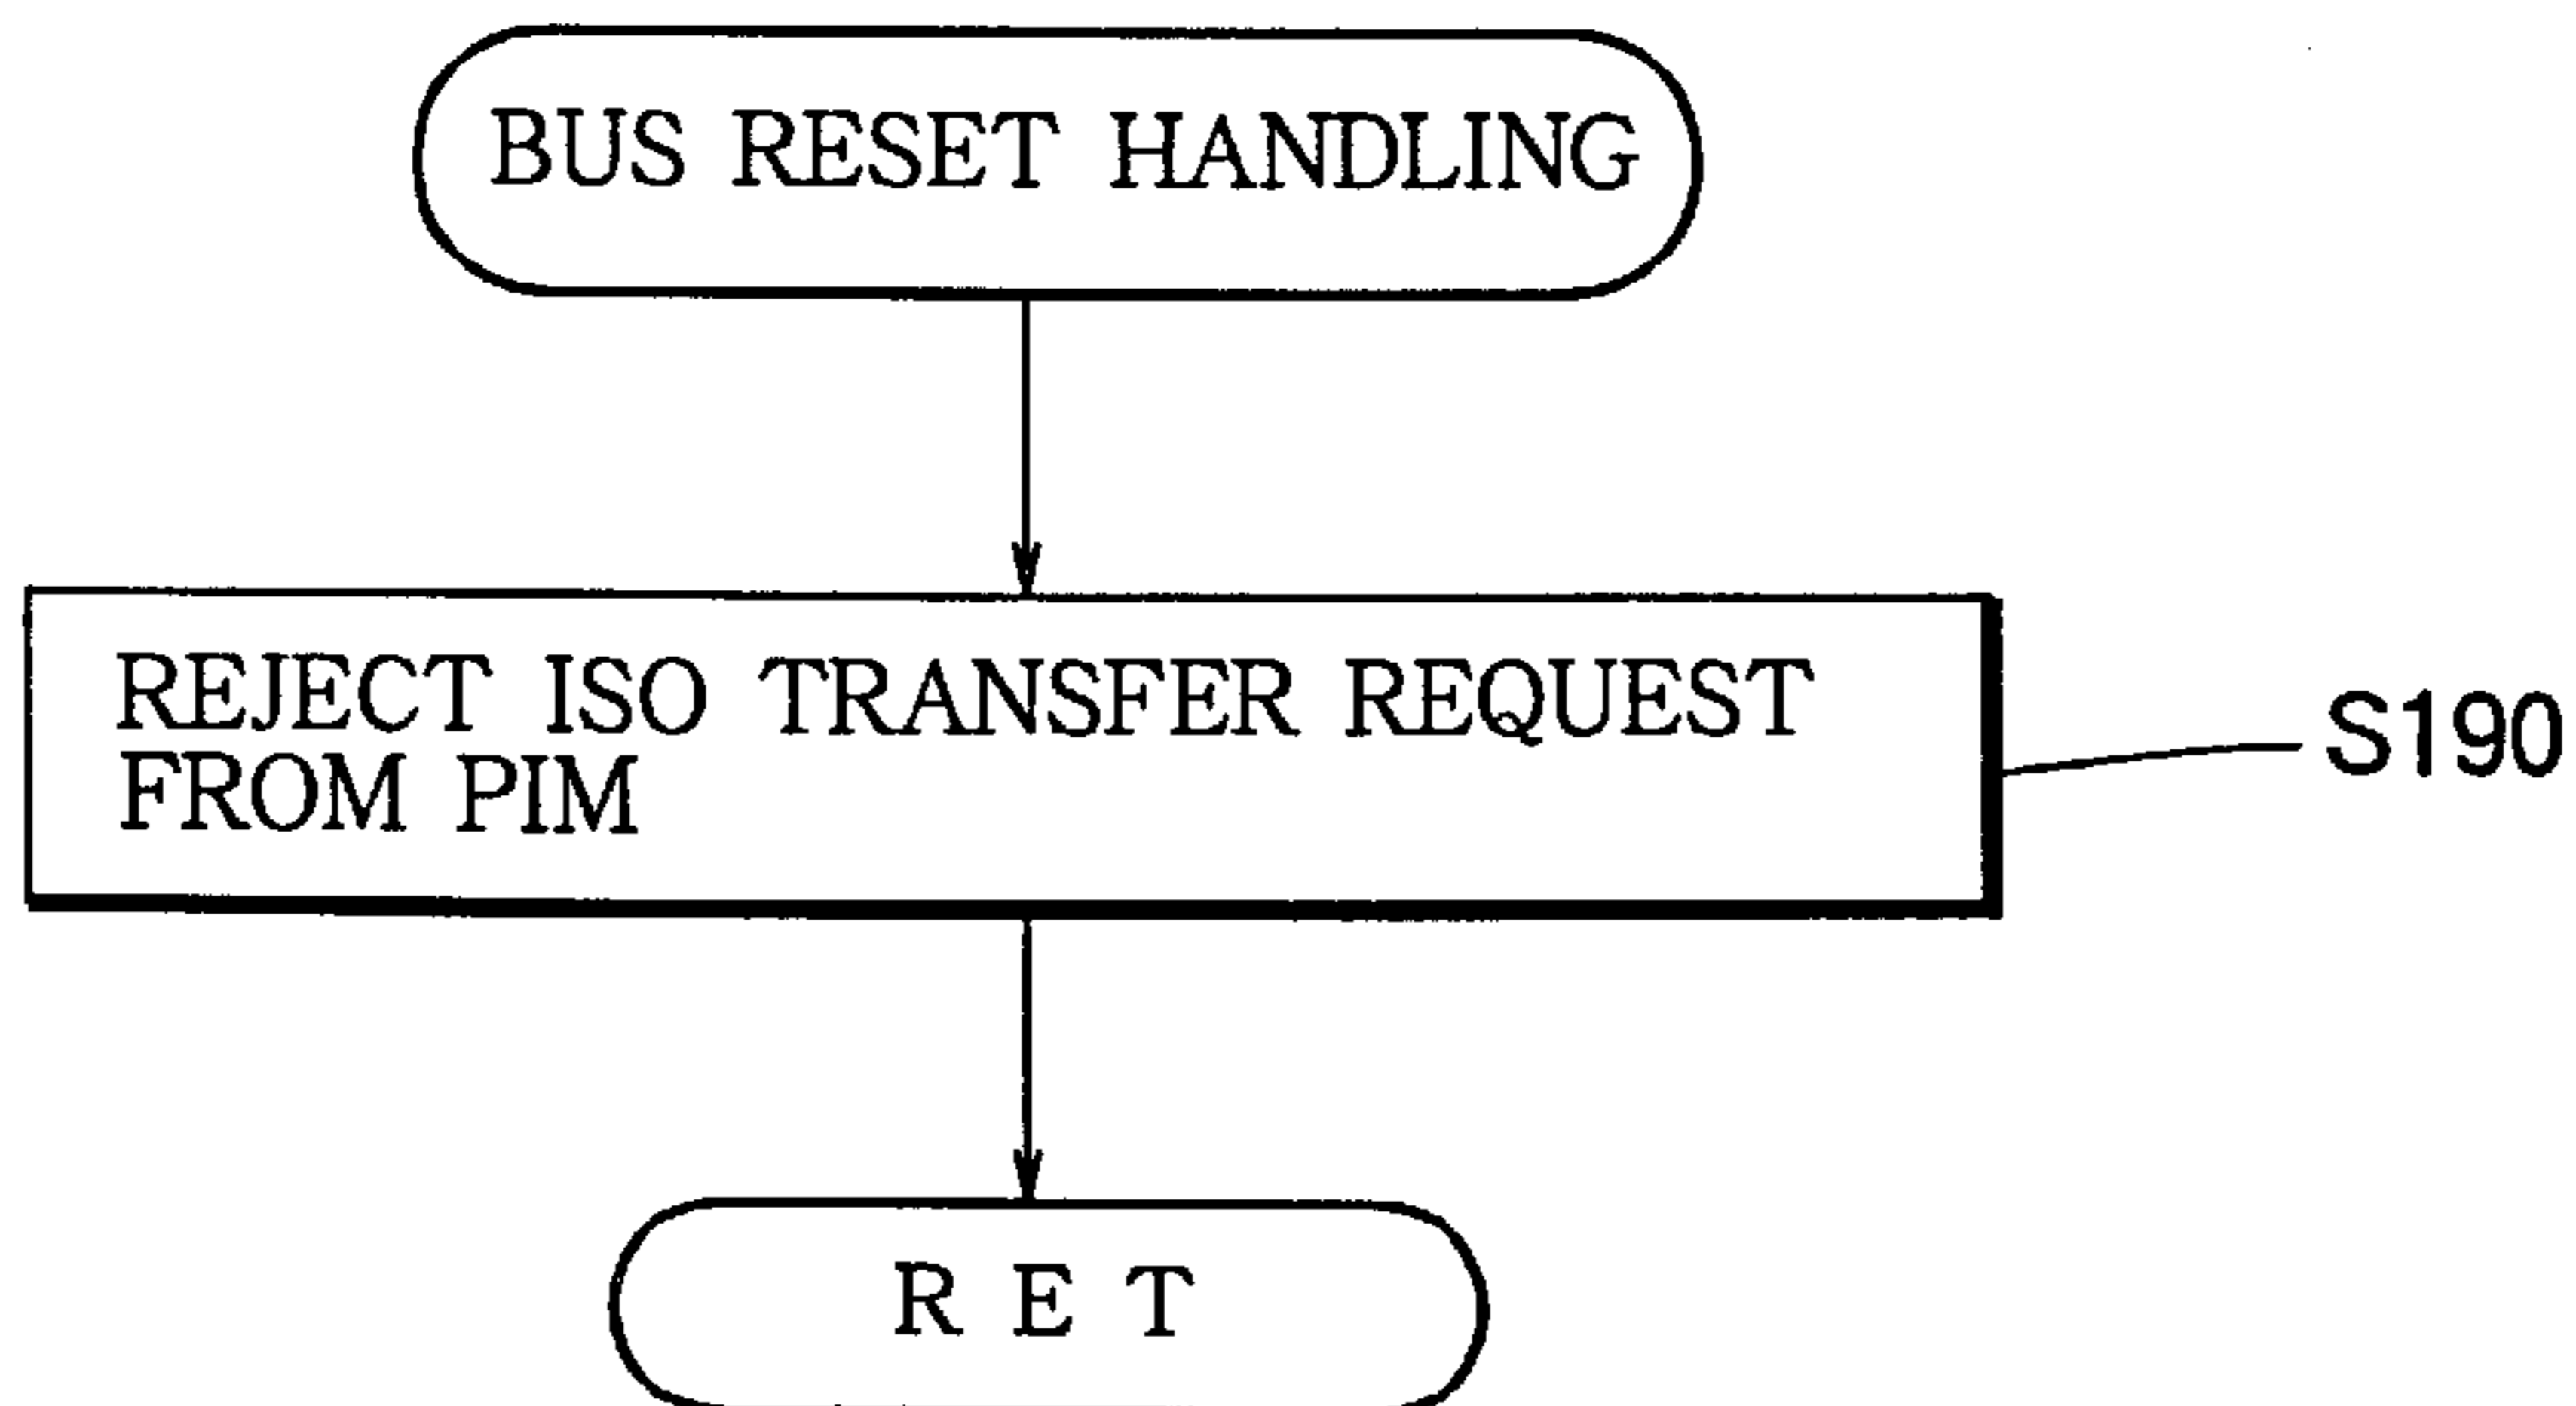 BUS RESET HANDLING
REJECT ISO TRANSFER REQUEST
FROM PIM
S190
R E T